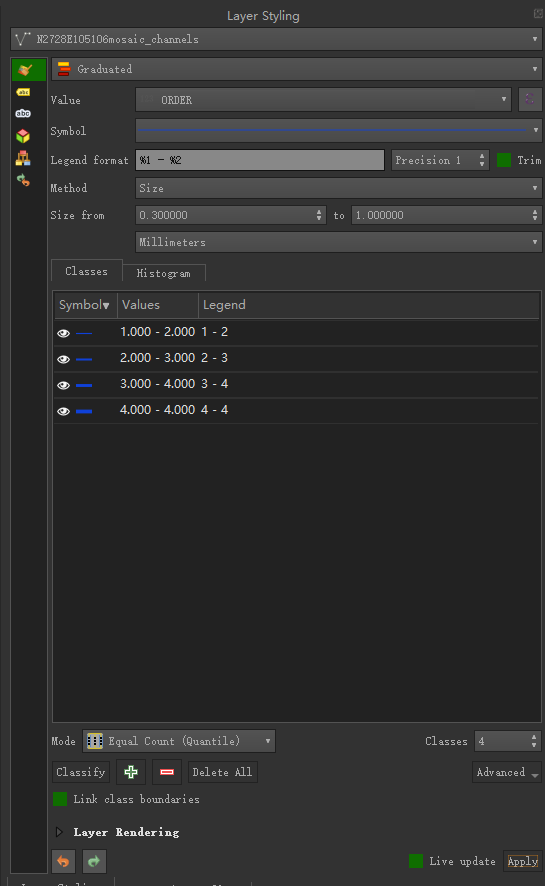 Layer Styling
N2728E105106mosaic_channels
Graduated
abc
abc
Value ORDER
Symbol
Legend format %1 - %2 Precision 1 Trim
Method Size
Size from 0.300000 to 1.000000
Millimeters
Classes Histogram
Symbol Values Legend
1.000 - 2.000 1 - 2
2.000 - 3.000 2 - 3
3.000 - 4.000 3 - 4
4.000 - 4.000 4 - 4
Mode Equal Count (Quantile) Classes 4
Classify Delete All Advanced
Link class boundaries
Layer Rendering
Live update Apply